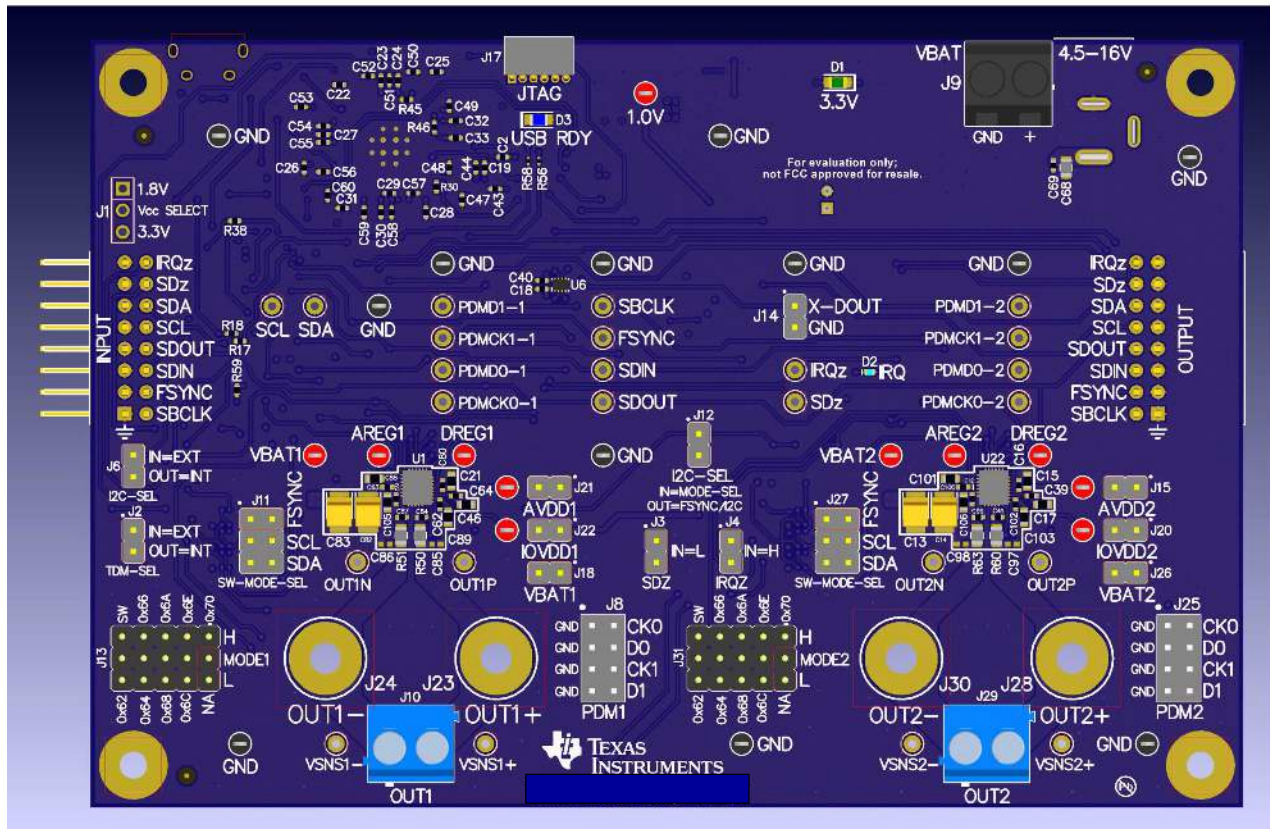 VBAT
4.5-16V
J9
GND +
J17
JTAG
D3
USB RDY
1.0V
D1
3.3V
C52
C23
C24
C50
C25
C22
C51
R45
C53
C49
C32
C33
R46
C54
C27
C55
C26
C56
C60
C31
C48
C44
C19
C2
R58
R56
C29
C57
R30
C47
C43
C59
C30
C58
C28
R38
GND
GND
GND
C69
C68
For evaluation only;
not FCC approved for resale.
1.8V
J1
Vcc SELECT
3.3V
INPUT
IRQz
SDz
SDA
SCL
SDOUT
SDIN
FSYNC
SBCLK
SCL
SDA
GND
R18
R17
R59
GND
PDMD1-1
PDMCK1-1
PDMD0-1
PDMCK0-1
C40
C18
U6
GND
SBCLK
FSYNC
SDIN
SDOUT
GND
GND
J14
X-DOUT
GND
IRQz
SDz
D2
IRQ
GND
PDMD1-2
PDMCK1-2
PDMD0-2
PDMCK0-2
IRQz
SDz
SDA
SCL
SDOUT
SDIN
FSYNC
SBCLK
OUTPUT
J6
IN=EXT
OUT=INT
I2C-SEL
J2
IN=EXT
OUT=INT
TDM-SEL
J11
FSYNC
SCL
SDA
SW-MODE-SEL
VBAT1
AREG1
DREG1
U1
C21
C64
C46
C62
C89
C83
C86
R51
R50
C85
OUT1N
OUT1P
J21
AVDD1
J22
IOVDD1
J18
VBAT1
J12
I2C-SEL
IN=MODE-SEL
OUT=FSYNC/I2C
J3
IN=L
SDZ
J4
IN=H
IRQZ
J27
FSYNC
SCL
SDA
SW-MODE-SEL
VBAT2
AREG2
DREG2
U22
C16
C15
C39
C17
C103
C102
C101
C13
C98
R63
R60
C97
OUT2N
OUT2P
J15
AVDD2
J20
IOVDD2
J26
VBAT2
SW
0x66
0x6A
0x6E
0x70
J13
H
MODE1
L
0x62
0x64
0x68
0x6C
NA
J24
J23
OUT1-
OUT1+
J10
VSNS1-
VSNS1+
OUT1
GND
J8
GND CK0
GND D0
GND CK1
GND D1
PDM1
SW
0x66
0x6A
0x6E
0x70
J31
H
MODE2
L
0x62
0x64
0x68
0x6C
NA
GND
J30
J28
OUT2-
OUT2+
J29
VSNS2-
VSNS2+
OUT2
J25
GND CK0
GND D0
GND CK1
GND D1
PDM2
GND
TEXAS
INSTRUMENTS
Pb